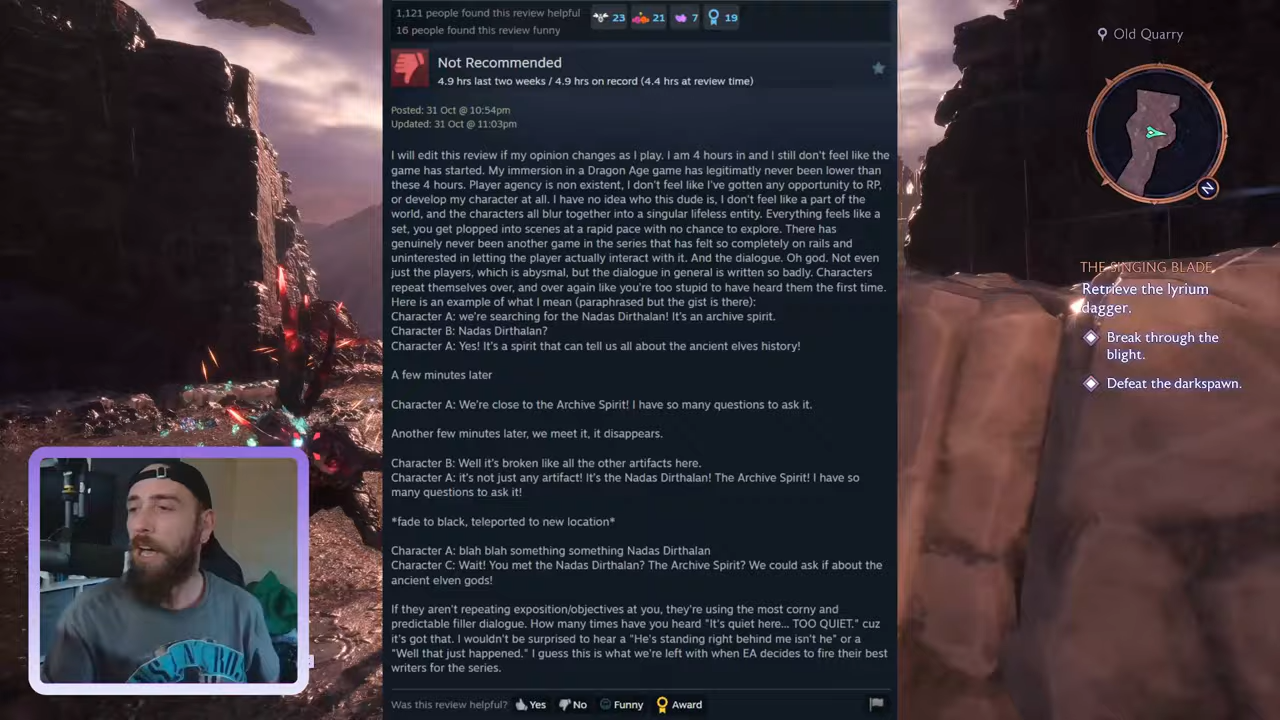 1,121 people found this review helpful
16 people found this review funny
23 21 7 19
Not Recommended
4.9 hrs last two weeks / 4.9 hrs on record (4.4 hrs at review time)
Posted: 31 Oct @ 10:54pm
Updated: 31 Oct @ 11:03pm
I will edit this review if my opinion changes as I play. I am 4 hours in and I still don't feel like the
game has started. My immersion in a Dragon Age game has legitimatly never been lower than
these 4 hours. Player agency is non existent, I don't feel like I've gotten any opportunity to RP,
or develop my character at all. I have no idea who this dude is, I don't feel like a part of the
world, and the characters all blur together into a singular lifeless entity. Everything feels like a
set, you get plopped into scenes at a rapid pace with no chance to explore. There has
genuinely never been another game in the series that has felt so completely on rails and
uninterested in letting the player actually interact with it. And the dialogue. Oh god. Not even
just the players, which is abysmal, but the dialogue in general is written so badly. Characters
repeat themselves over, and over again like you're too stupid to have heard them the first time.
Here is an example of what I mean (paraphrased but the gist is there):
Character A: we're searching for the Nadas Dirthalan! It's an archive spirit.
Character B: Nadas Dirthalan?
Character A: Yes! It's a spirit that can tell us all about the ancient elves history!
A few minutes later
Character A: We're close to the Archive Spirit! I have so many questions to ask it.
Another few minutes later, we meet it, it disappears.
Character B: Well it's broken like all the other artifacts here.
Character A: it's not just any artifact! It's the Nadas Dirthalan! The Archive Spirit! I have so
many questions to ask it!
*fade to black, teleported to new location*
Character A: blah blah something something Nadas Dirthalan
Character C: Wait! You met the Nadas Dirthalan? The Archive Spirit? We could ask if about the
ancient elven gods!
If they aren't repeating exposition/objectives at you, they're using the most corny and
predictable filler dialogue. How many times have you heard "It's quiet here... TOO QUIET." cuz
it's got that. I wouldn't be surprised to hear a "He's standing right behind me isn't he" or a
"Well that just happened." I guess this is what we're left with when EA decides to fire their best
writers for the series.
Was this review helpful? Yes No Funny Award
Old Quarry
N
THE SINGING BLADE
Retrieve the lyrium
dagger.
Break through the
blight.
Defeat the darkspawn.